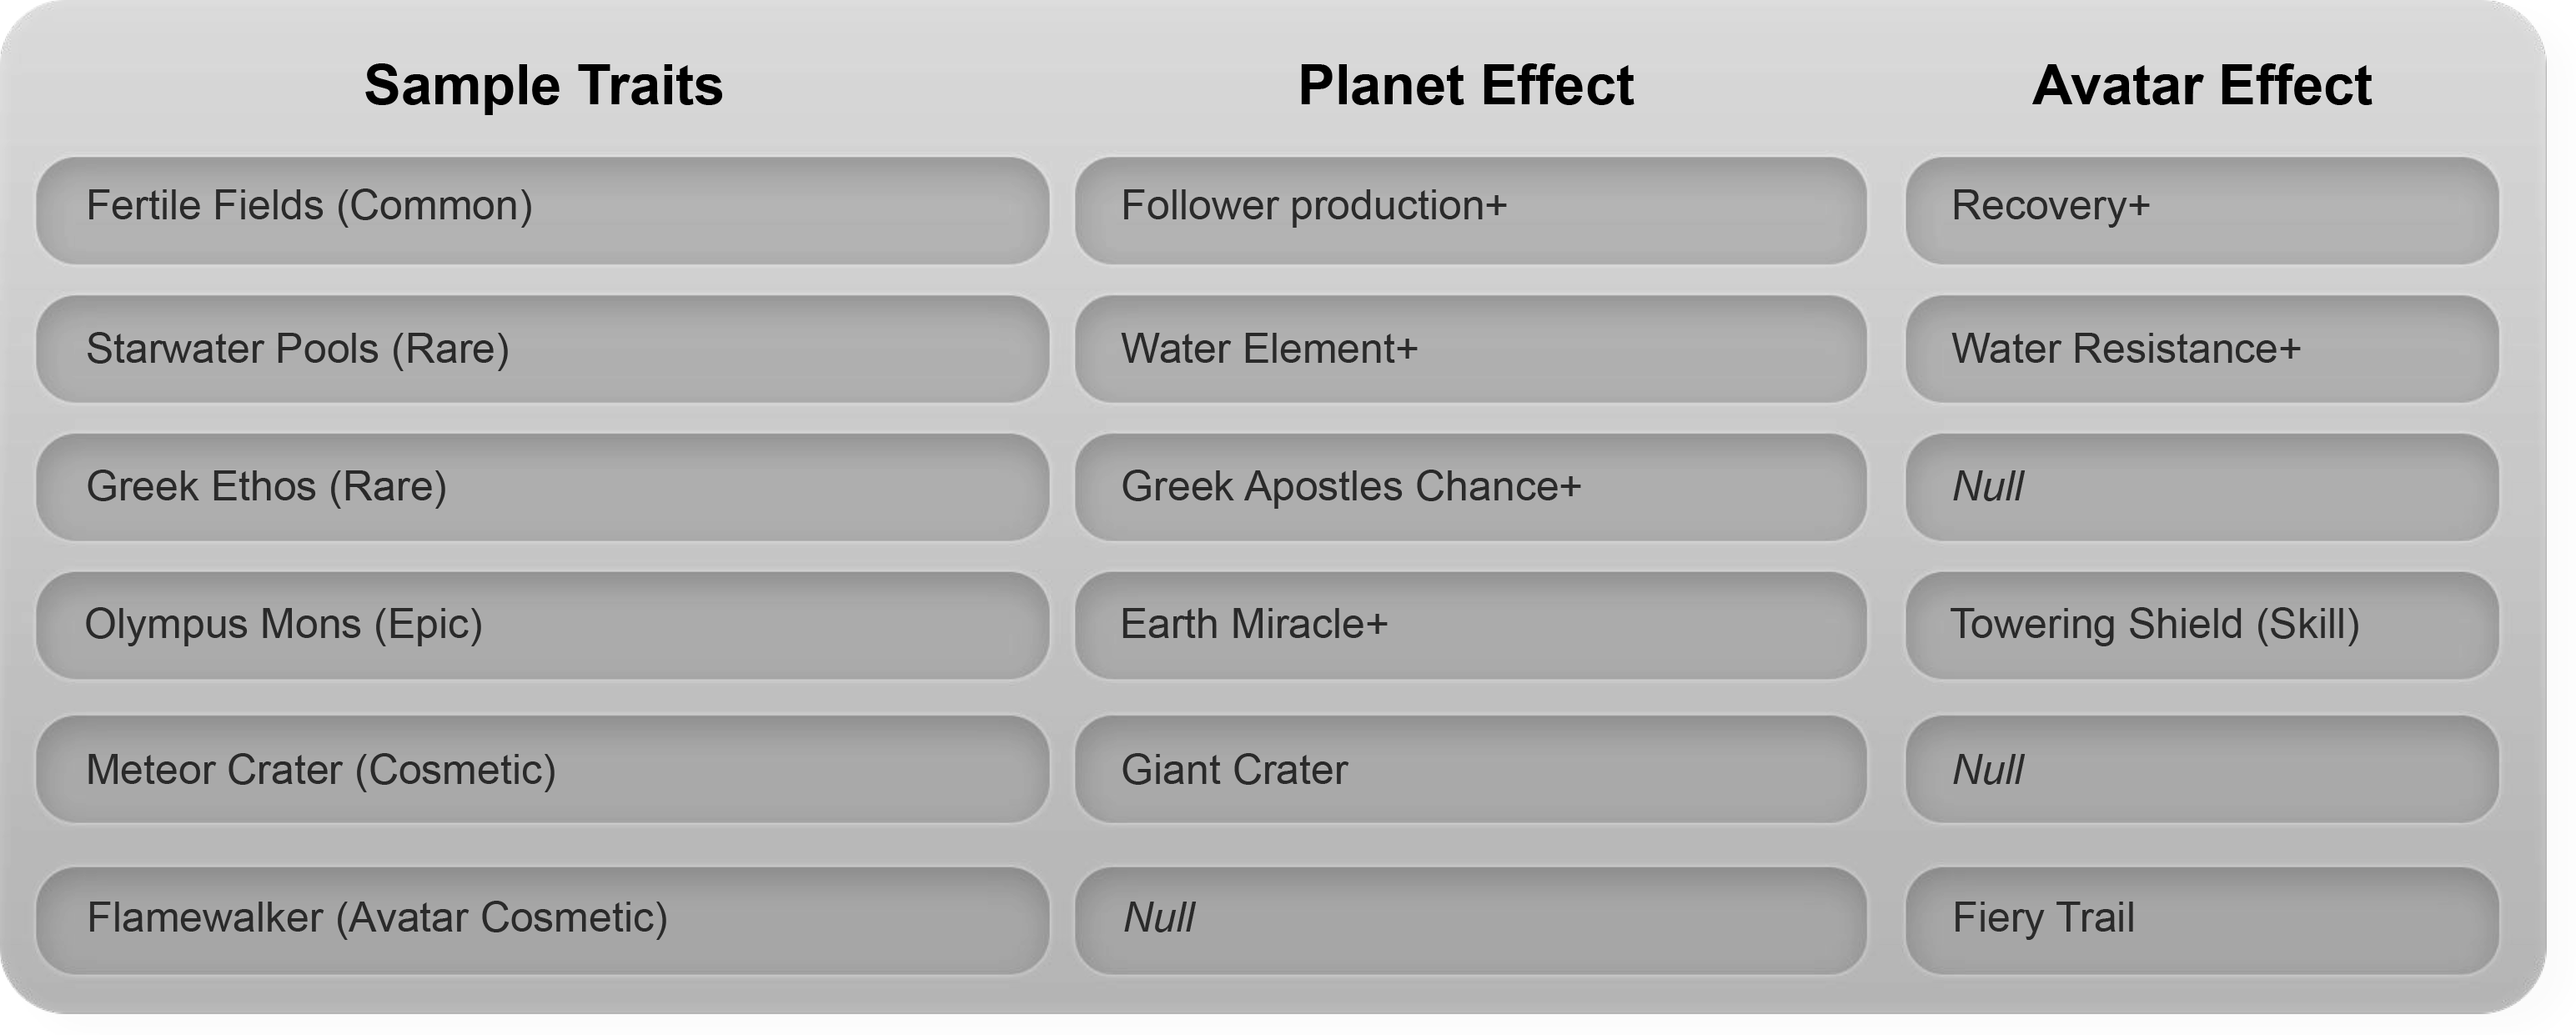 Sample Traits Planet Effect Avatar Effect
Fertile Fields (Common) Follower production+ Recovery+
Starwater Pools (Rare) Water Element+ Water Resistance+
Greek Ethos (Rare) Greek Apostles Chance+ Null
Olympus Mons (Epic) Earth Miracle+ Towering Shield (Skill)
Meteor Crater (Cosmetic) Giant Crater Null
Flamewalker (Avatar Cosmetic) Null Fiery Trail